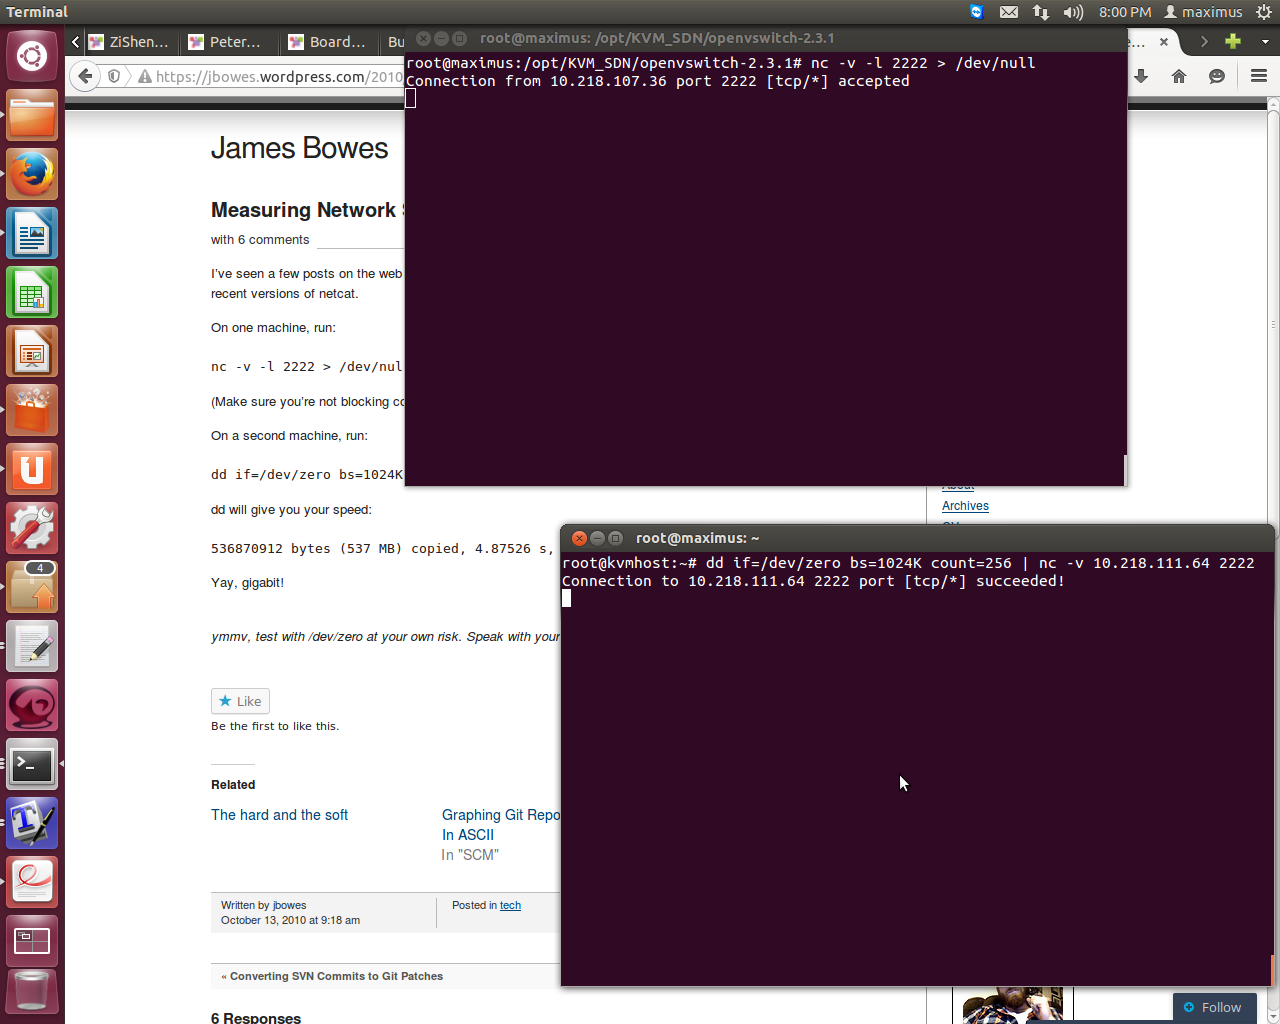 Terminal
8:00 PM
maximus
ZiShen...
Peter...
Board...
Bu
root@maximus: /opt/KVM_SDN/openvswitch-2.3.1
e...
https://jbowes.wordpress.com/2010
root@maximus:/opt/KVM_SDN/openvswitch-2.3.1# nc -v -l 2222 > /dev/null
Connection from 10.218.107.36 port 2222 [tcp/*] accepted
James Bowes
Measuring Network
with 6 comments
I've seen a few posts on the web
recent versions of netcat.
On one machine, run:
nc -v -l 2222 > /dev/nul
(Make sure you're not blocking co
On a second machine, run:
dd if=/dev/zero bs=1024K
dd will give you your speed:
536870912 bytes (537 MB) copied, 4.87526 s,
Yay, gigabit!
ymmv, test with /dev/zero at your own risk. Speak with your
About
Archives
root@maximus: ~
root@kvmhost:~# dd if=/dev/zero bs=1024K count=256 | nc -v 10.218.111.64 2222
Connection to 10.218.111.64 2222 port [tcp/*] succeeded!
4
Like
Be the first to like this.
Related
The hard and the soft
Graphing Git Repo
In ASCII
In "SCM"
Written by jbowes
October 13, 2010 at 9:18 am
Posted in tech
« Converting SVN Commits to Git Patches
6 Responses
Follow